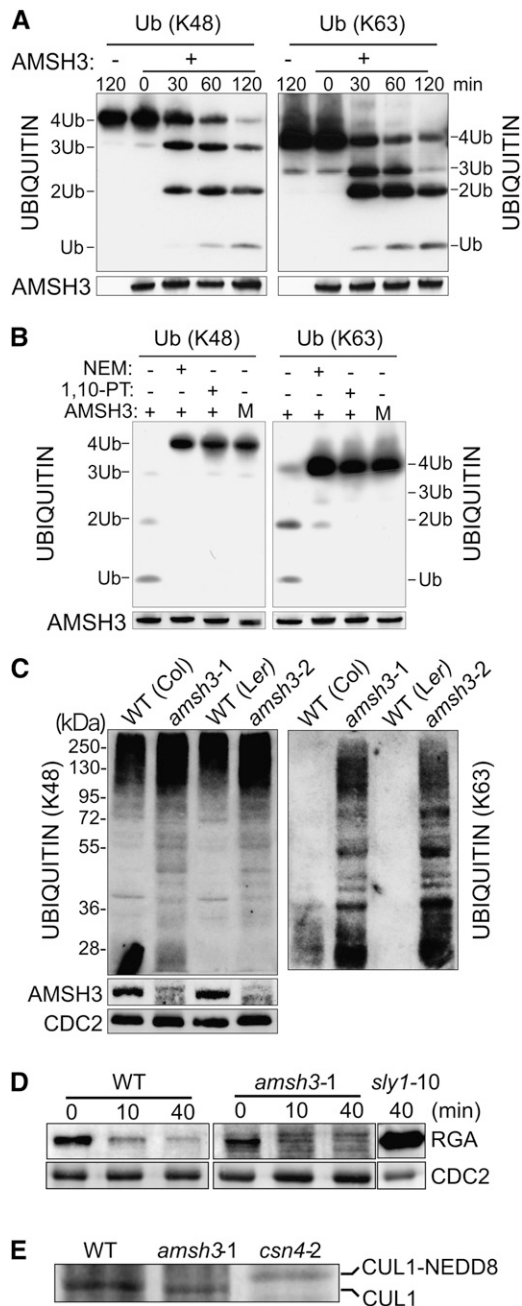 A
Ub (K48) Ub (K63)
AMSH3: - + - +
120 0 30 60 120 120 0 30 60 120 min
UBIQUITIN
4Ub
3Ub
2Ub
Ub
4Ub
3Ub
2Ub
Ub
UBIQUITIN
AMSH3
B
Ub (K48) Ub (K63)
NEM: - + - - - + - -
1,10-PT: - - + - - - + -
AMSH3: + + + M + + + M
UBIQUITIN
4Ub
3Ub
2Ub
Ub
4Ub
3Ub
2Ub
Ub
UBIQUITIN
AMSH3
C
WT (Col) amsh3-1 WT (Ler) amsh3-2 WT (Col) amsh3-1 WT (Ler) amsh3-2
(kDa)
250-
130-
95-
72-
55-
36-
28-
UBIQUITIN (K48)
UBIQUITIN (K63)
AMSH3
CDC2
D
WT amsh3-1 sly1-10
0 10 40 0 10 40 40 (min)
RGA
CDC2
E
WT amsh3-1 csn4-2
CUL1-NEDD8
CUL1